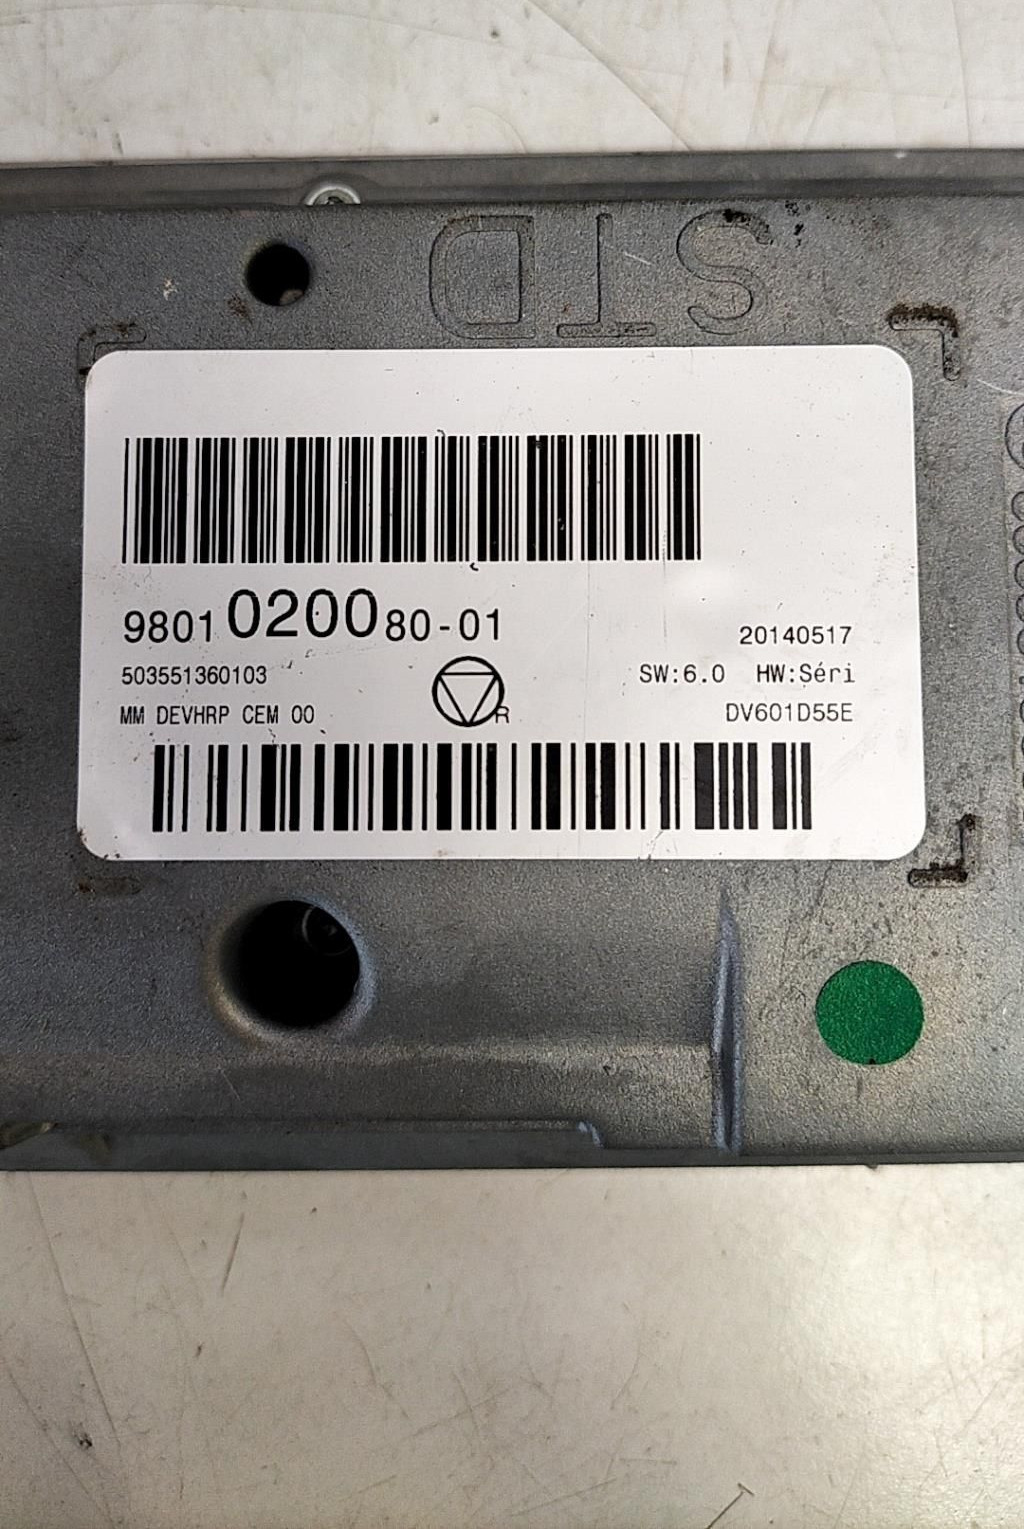 STD
9801020080-01
20140517
503551360103
SW:6.0 HW:Séri
MM DEVHRP CEM 00
R
DV601D55E